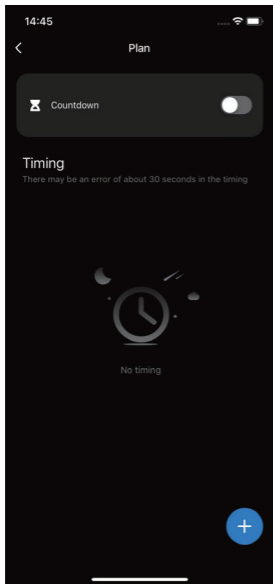 14:45
Plan
Countdown
Timing
There may be an error of about 30 seconds in the timing
No timing